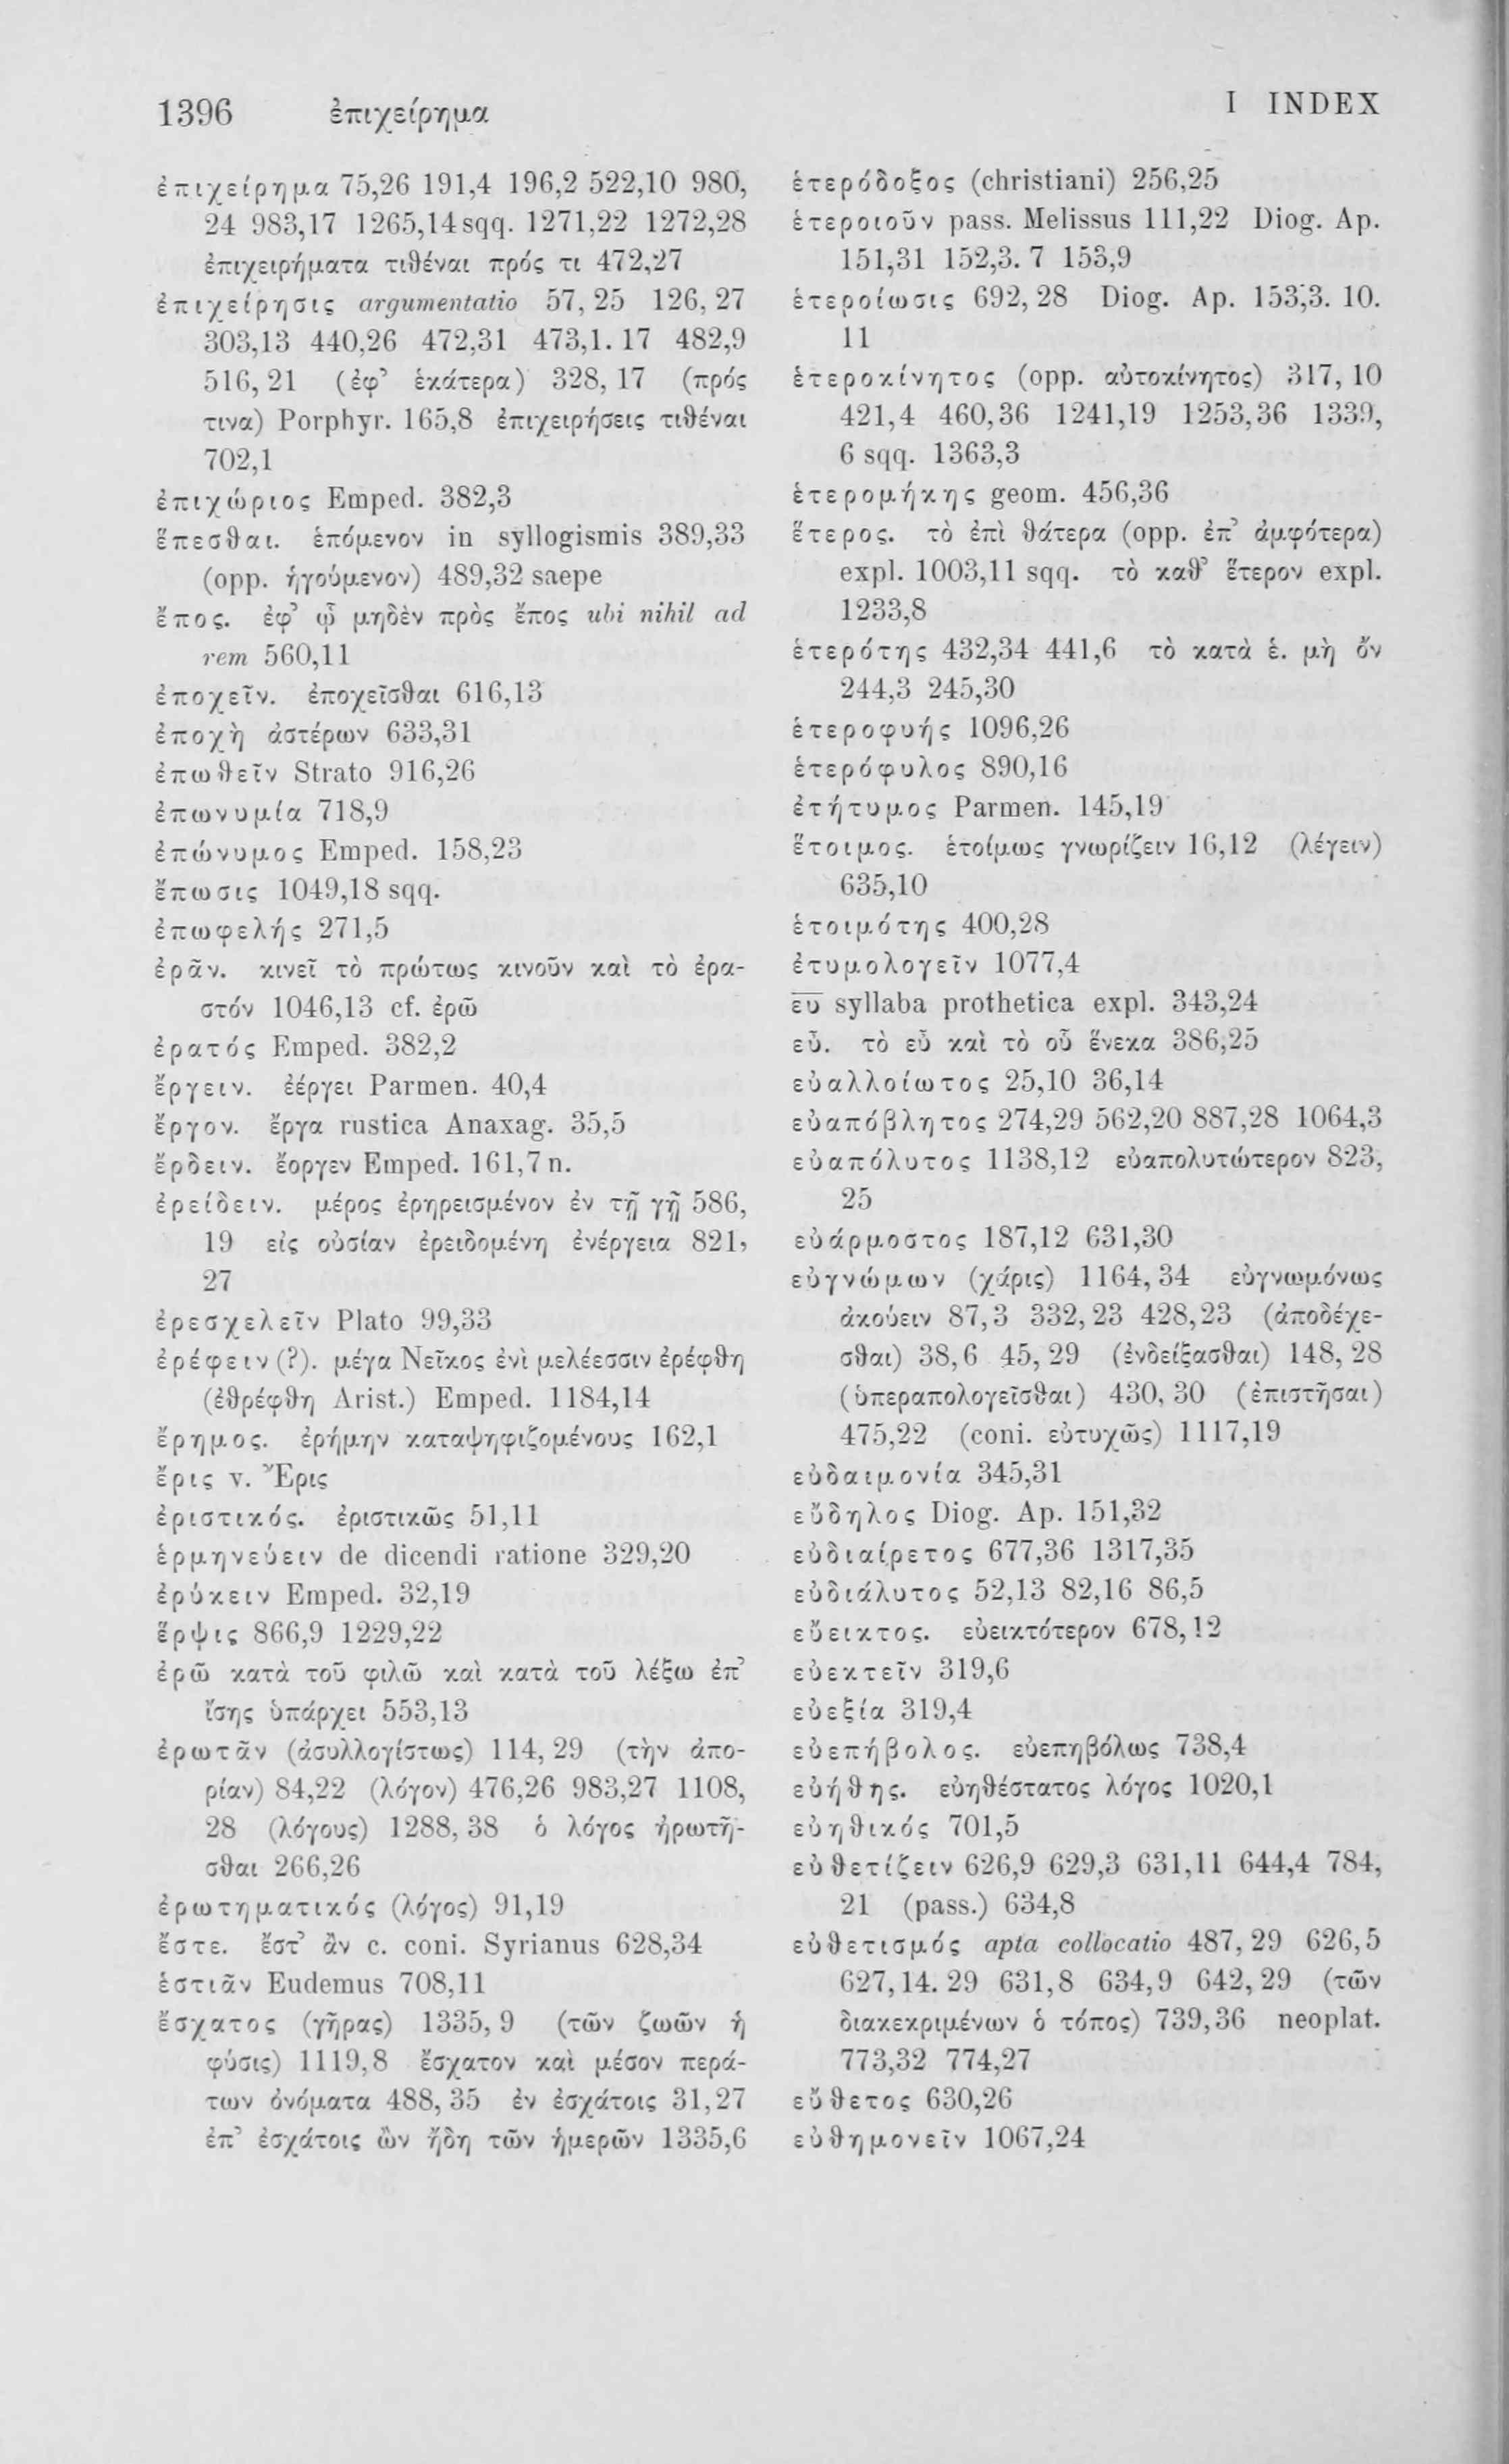 1396 ἐπιχείρημα I INDEX
ἐπιχείρημα 75,26 191,4 196,2 522,10 980,
24 983,17 1265,14sqq. 1271,22 1272,28
ἐπιχειρήματα τιθέναι πρός τι 472,27
ἐπιχείρησις argumentatio 57,25 126,27
303,13 440,26 472,31 473,1. 17 482,9
516,21 (ἐφ’ ἑκάτερα) 328,17 (πρός
τινα) Porphyr. 165,8 ἐπιχειρήσεις τιθέναι
702,1
ἐπιχώριος Emped. 382,3
ἕπεσθαι. ἑπόμενον in syllogismis 389,33
(opp. ἡγούμενον) 489,32 saepe
ἔπος. ἐφ’ ᾧ μηδὲν πρὸς ἔπος ubi nihil ad
rem 560,11
ἐποχεῖν. ἐποχεῖσθαι 616,13
ἐποχὴ ἀστέρων 633,31
ἐπωθεῖν Strato 916,26
ἐπωνυμία 718,9
ἐπώνυμος Emped. 158,23
ἔπωσις 1049,18 sqq.
ἐπωφελής 271,5
ἐρᾶν. κινεῖ τὸ πρώτως κινοῦν καὶ τὸ ἐρα-
στόν 1046,13 cf. ἐρῶ
ἐρατός Emped. 382,2
ἔργειν. ἐέργει Parmen. 40,4
ἔργον. ἔργα rustica Anaxag. 35,5
ἔρδειν. ἔοργεν Emped. 161,7 n.
ἐρείδειν. μέρος ἐρηρεισμένον ἐν τῇ γῇ 586,
19 εἰς οὐσίαν ἐρειδομένη ἐνέργεια 821,
27
ἐρεσχελεῖν Plato 99,33
ἐρέφειν (?). μέγα Νεῖκος ἐνὶ μελέεσσιν ἐρέφθη
(ἐθρέφθη Arist.) Emped. 1184,14
ἔρημος. ἐρήμην καταψηφιζομένους 162,1
ἔρις v. Ἔρις
ἐριστικός. ἐριστικῶς 51,11
ἑρμηνεύειν de dicendi ratione 329,20
ἐρύκειν Emped. 32,19
ἕρψις 866,9 1229,22
ἐρῶ κατὰ τοῦ φιλῶ καὶ κατὰ τοῦ λέξω ἐπ’
ἴσης ὑπάρχει 553,13
ἐρωτᾶν (ἀσυλλογίστως) 114,29 (τὴν ἀπο-
ρίαν) 84,22 (λόγον) 476,26 983,27 1108,
28 (λόγους) 1288,38 ὁ λόγος ἠρωτῆ-
σθαι 266,26
ἐρωτηματικός (λόγος) 91,19
ἔστε. ἔστ’ ἂν c. coni. Syrianus 628,34
ἑστιᾶν Eudemus 708,11
ἔσχατος (γῆρας) 1335,9 (τῶν ζωῶν ἡ
φύσις) 1119,8 ἔσχατον καὶ μέσον περά-
των ὀνόματα 488,35 ἐν ἐσχάτοις 31,27
ἐπ’ ἐσχάτοις ὢν ἤδη τῶν ἡμερῶν 1335,6
ἑτερόδοξος (christiani) 256,25
ἑτεροιοῦν pass. Melissus 111,22 Diog. Ap.
151,31 152,3. 7 153,9
ἑτεροίωσις 692,28 Diog. Ap. 153,3. 10.
11
ἑτεροκίνητος (opp. αὐτοκίνητος) 317,10
421,4 460,36 1241,19 1253,36 1339,
6 sqq. 1363,3
ἑτερομήκης geom. 456,36
ἕτερος. τὸ ἐπὶ θάτερα (opp. ἐπ’ ἀμφότερα)
expl. 1003,11 sqq. τὸ καθ’ ἕτερον expl.
1233,8
ἑτερότης 432,34 441,6 τὸ κατὰ ἑ. μὴ ὄν
244,3 245,30
ἑτεροφυής 1096,26
ἑτερόφυλος 890,16
ἐτήτυμος Parmen. 145,19
ἕτοιμος. ἑτοίμως γνωρίζειν 16,12 (λέγειν)
635,10
ἑτοιμότης 400,28
ἐτυμολογεῖν 1077,4
ευ syllaba prothetica expl. 343,24
εὖ. τὸ εὖ καὶ τὸ οὗ ἕνεκα 386,25
εὐαλλοίωτος 25,10 36,14
εὐαπόβλητος 274,29 562,20 887,28 1064,3
εὐαπόλυτος 1138,12 εὐαπολυτώτερον 823,
25
εὐάρμοστος 187,12 631,30
εὐγνώμων (χάρις) 1164,34 εὐγνωμόνως
ἀκούειν 87,3 332,23 428,23 (ἀποδέχε-
σθαι) 38,6 45,29 (ἐνδείξασθαι) 148,28
(ὑπεραπολογεῖσθαι) 430,30 (ἐπιστῆσαι)
475,22 (coni. εὐτυχῶς) 1117,19
εὐδαιμονία 345,31
εὔδηλος Diog. Ap. 151,32
εὐδιαίρετος 677,36 1317,35
εὐδιάλυτος 52,13 82,16 86,5
εὔεικτος. εὐεικτότερον 678,12
εὐεκτεῖν 319,6
εὐεξία 319,4
εὐεπήβολος. εὐεπηβόλως 738,4
εὐήθης. εὐηθέστατος λόγος 1020,1
εὐηθικός 701,5
εὐθετίζειν 626,9 629,3 631,11 644,4 784,
21 (pass.) 634,8
εὐθετισμός apta collocatio 487,29 626,5
627,14. 29 631,8 634,9 642,29 (τῶν
διακεκριμένων ὁ τόπος) 739,36 neoplat.
773,32 774,27
εὔθετος 630,26
εὐθημονεῖν 1067,24